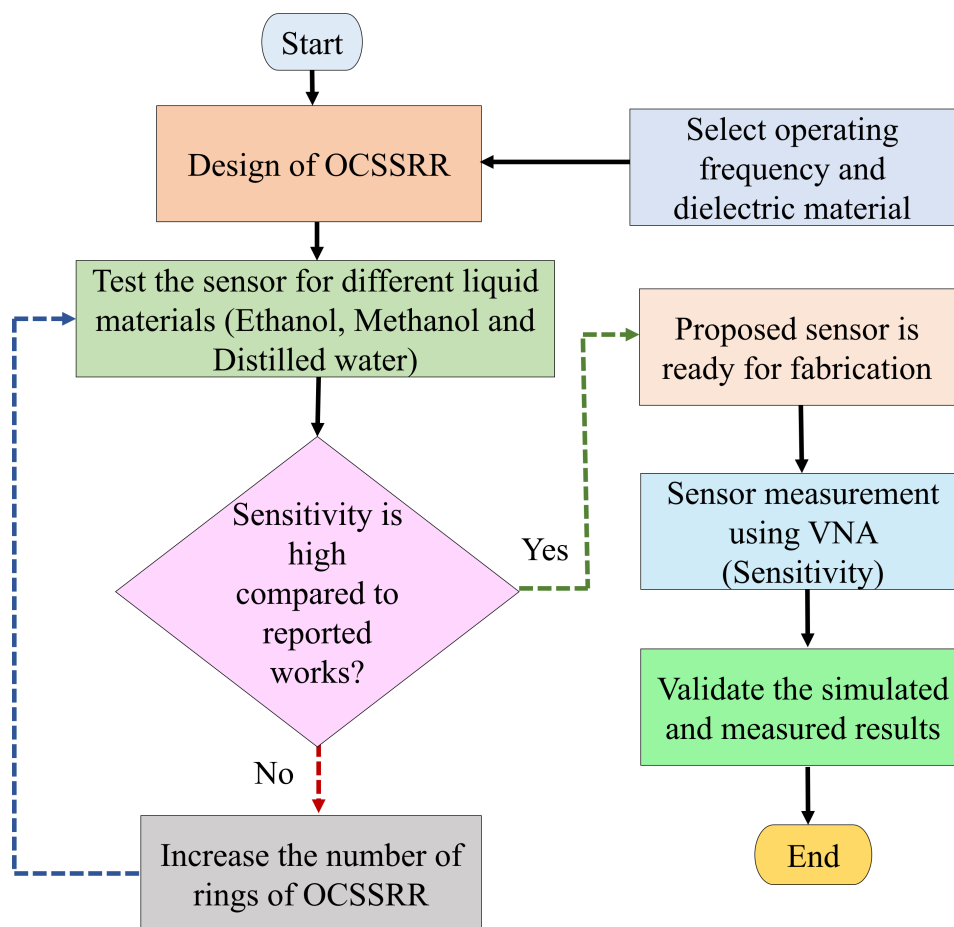 Start
Design of OCSSRR
Select operating
frequency and
dielectric material
Test the sensor for different liquid
materials (Ethanol, Methanol and
Distilled water)
Sensitivity is
high
compared to
reported
works?
Yes
No
Increase the number of
rings of OCSSRR
Proposed sensor is
ready for fabrication
Sensor measurement
using VNA
(Sensitivity)
Validate the simulated
and measured results
End